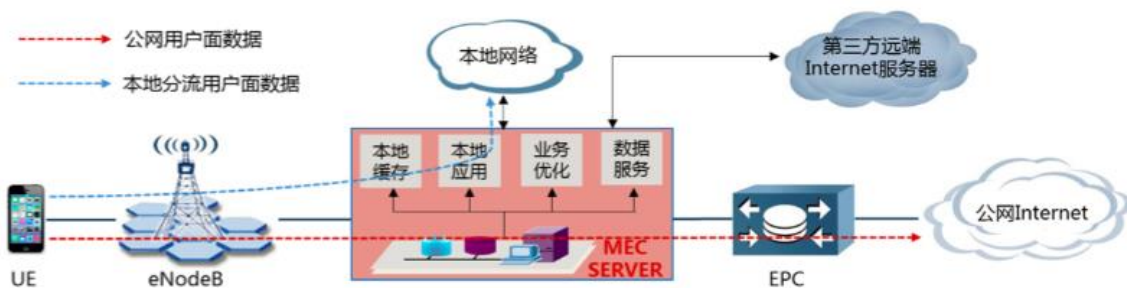 公网用户面数据
本地分流用户面数据
本地网络
第三方远端
Internet服务器
本地
缓存
本地
应用
业务
优化
数据
服务
公网Internet
MEC
SERVER
UE
eNodeB
EPC